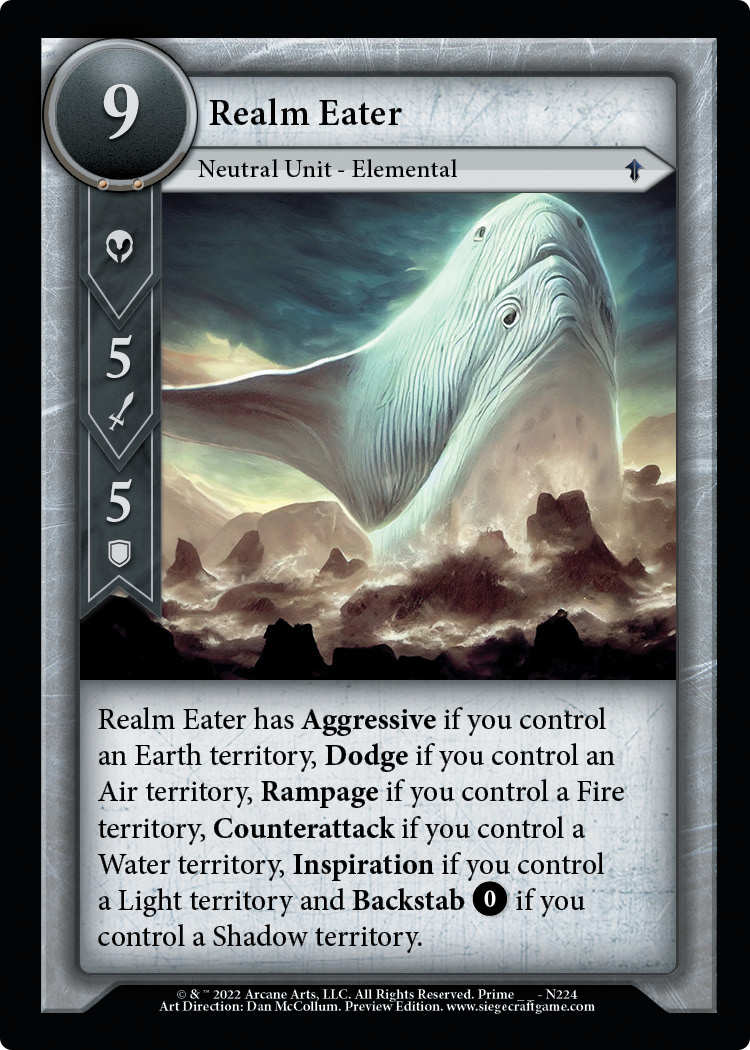 9
Realm Eater
Neutral Unit - Elemental
5
5
Realm Eater has Aggressive if you control
an Earth territory, Dodge if you control an
Air territory, Rampage if you control a Fire
territory, Counterattack if you control a
Water territory, Inspiration if you control
a Light territory and Backstab 0 if you
control a Shadow territory.
© & ™ 2022 Arcane Arts, LLC. All Rights Reserved. Prime _ _ - N224
Art Direction: Dan McCollum. Preview Edition. www.siegecraftgame.com